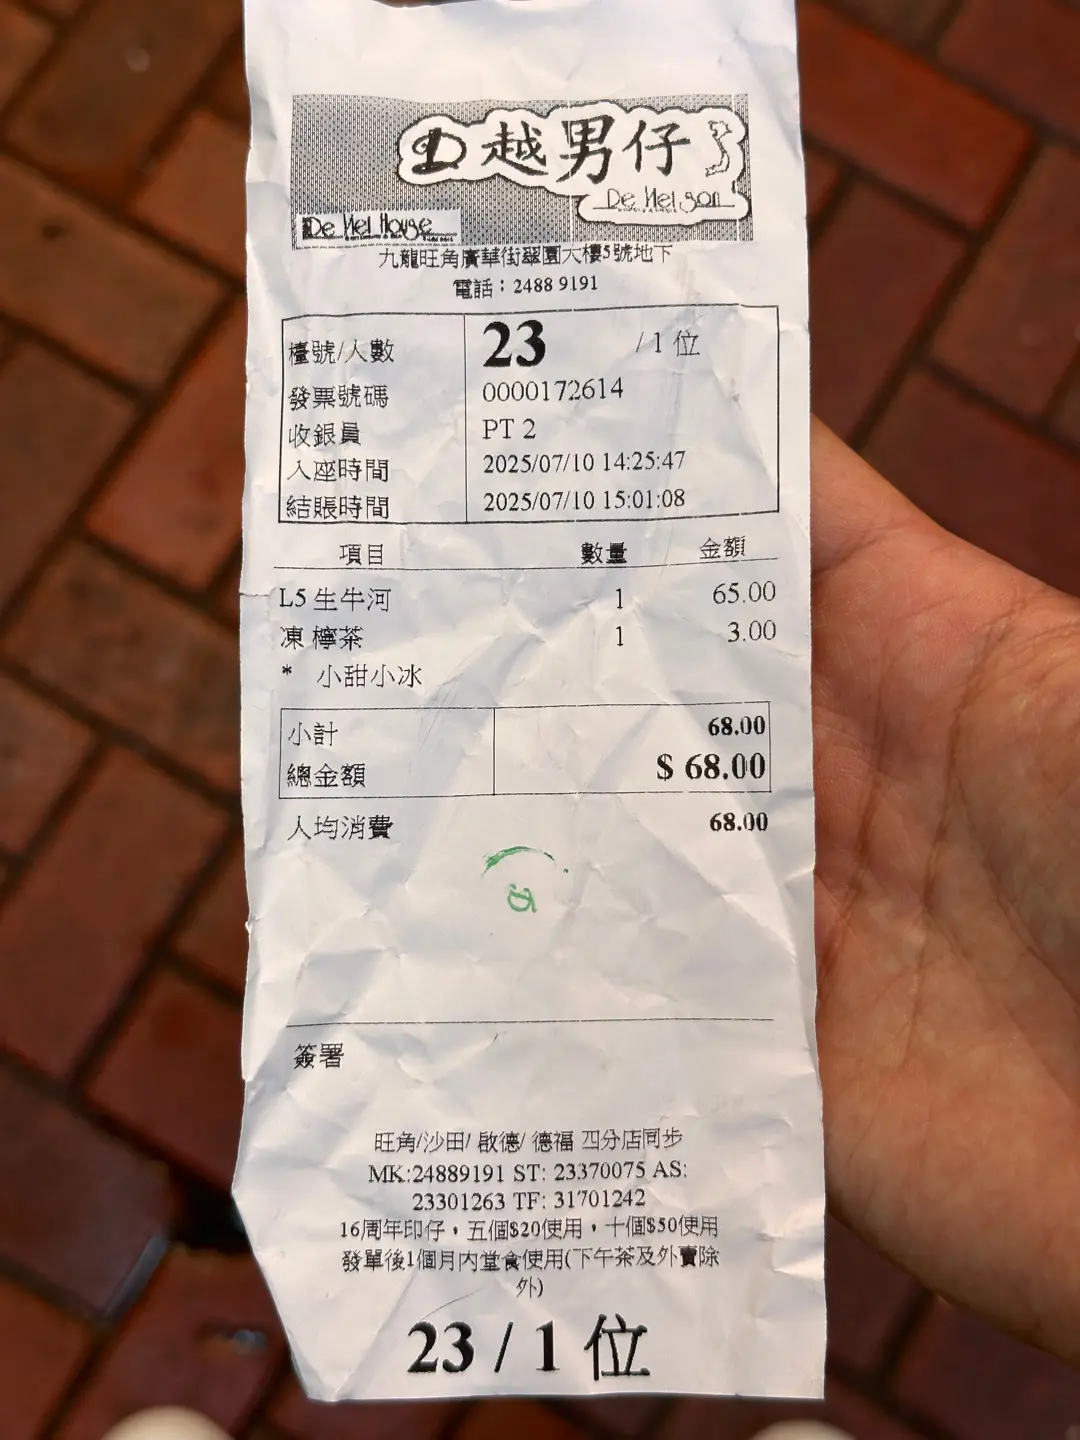 D 越男仔
De Nei Son
De Nei House
九龍旺角廣華街翠園大樓5號地下
電話：2488 9191
檯號/人數 23 / 1 位
發票號碼 0000172614
收銀員 PT 2
入座時間 2025/07/10 14:25:47
結賬時間 2025/07/10 15:01:08
項目 數量 金額
L5 生牛河 1 65.00
凍檸茶 1 3.00
* 小甜小冰
小計 68.00
總金額 $ 68.00
人均消費 68.00
D
簽署
旺角/沙田/ 啟德/ 德福 四分店同步
MK:24889191 ST: 23370075 AS:
23301263 TF: 31701242
16周年印仔，五個$20使用，十個$50使用
發單後1個月內堂食使用(下午茶及外賣除
外)
23 / 1 位